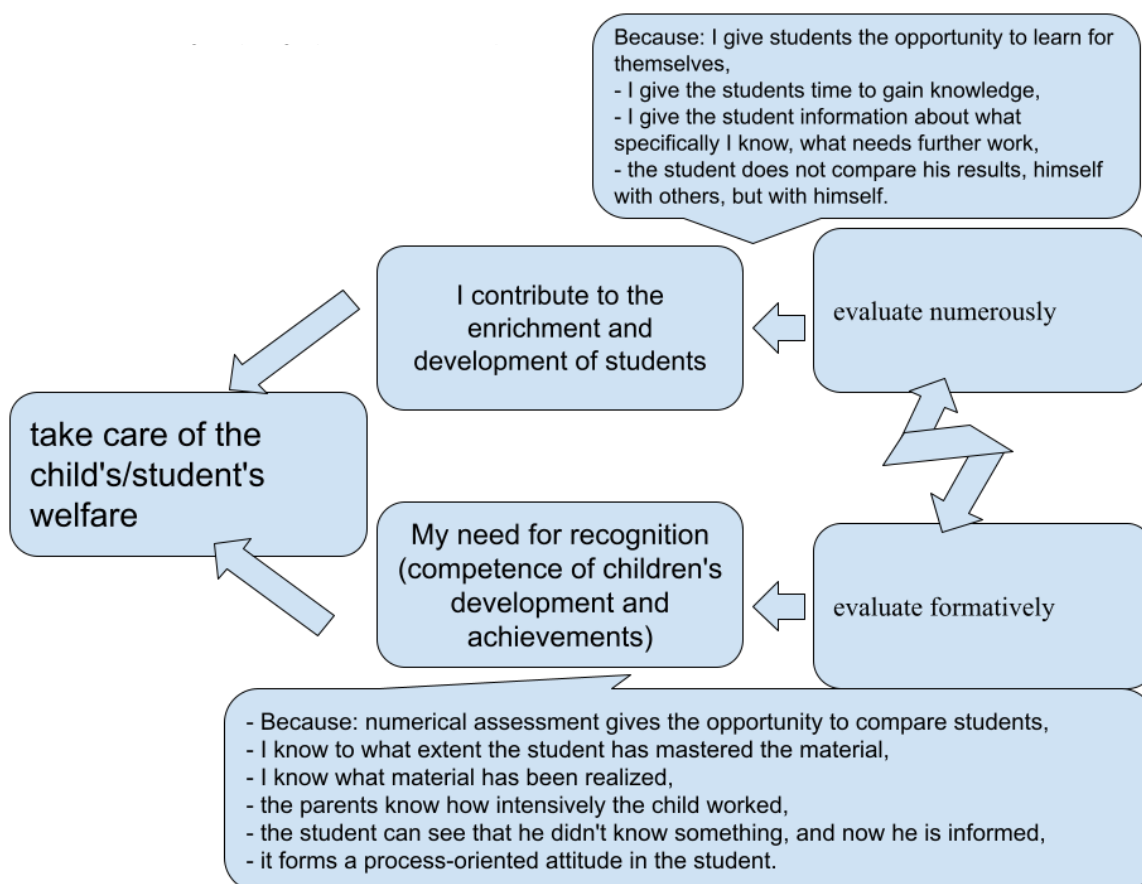 Because: I give students the opportunity to learn for
themselves,
- I give the students time to gain knowledge,
- I give the student information about what
specifically I know, what needs further work,
- the student does not compare his results, himself
with others, but with himself.
I contribute to the
enrichment and
development of students
evaluate numerously
take care of the
child's/student's
welfare
My need for recognition
(competence of children's
development and
achievements)
evaluate formatively
- Because: numerical assessment gives the opportunity to compare students,
- I know to what extent the student has mastered the material,
- I know what material has been realized,
- the parents know how intensively the child worked,
- the student can see that he didn't know something, and now he is informed,
- it forms a process-oriented attitude in the student.